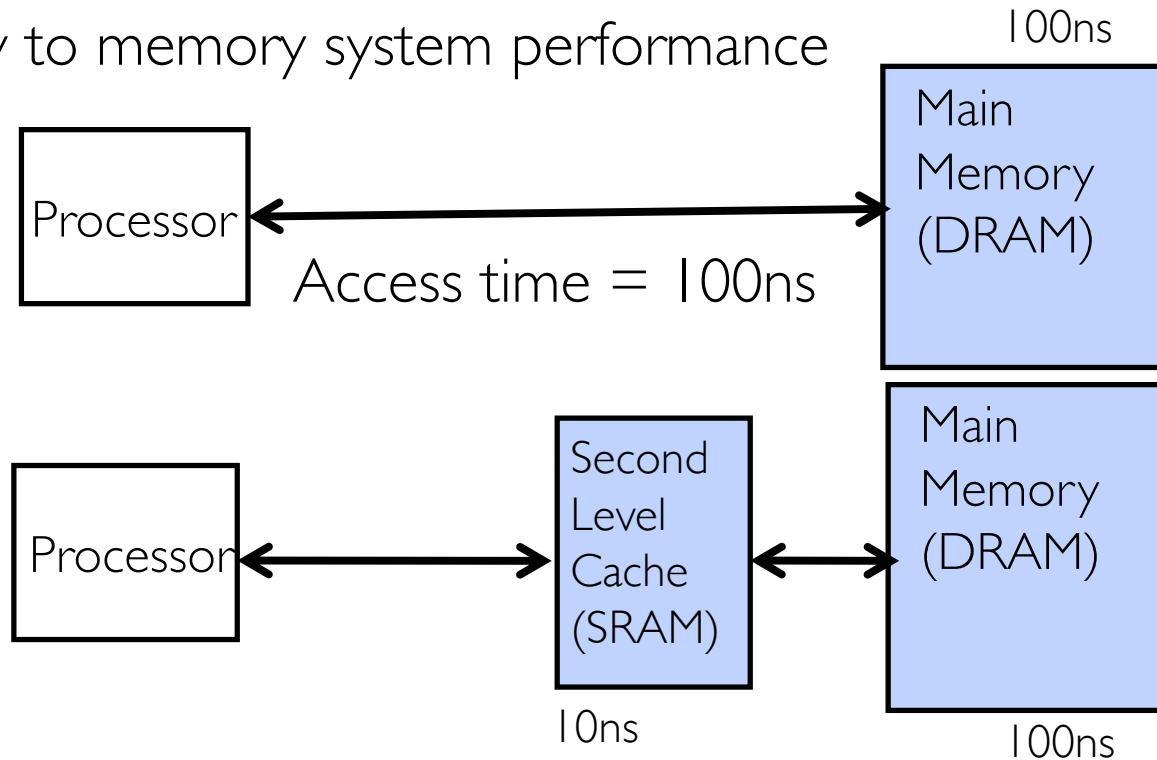 y to memory system performance
100ns
Processor
Access time = 100ns
Main
Memory
(DRAM)
Processor
Second
Level
Cache
(SRAM)
10ns
Main
Memory
(DRAM)
100ns